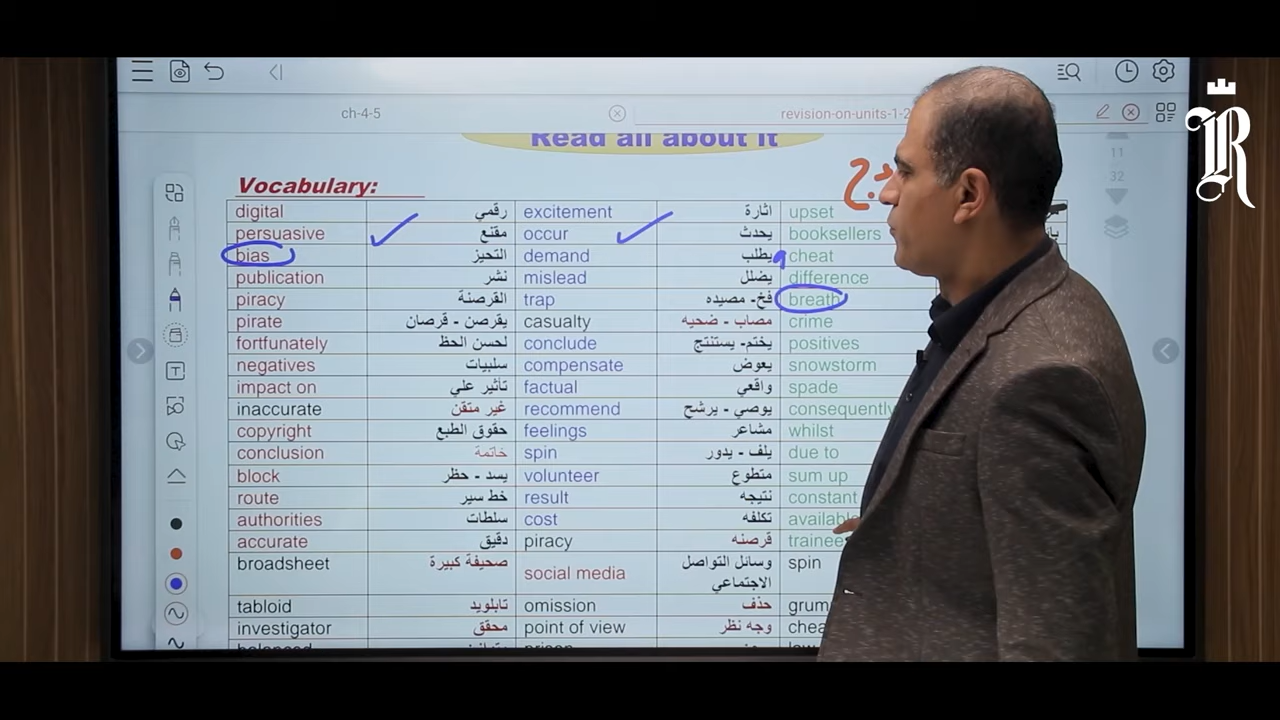 ch-4-5
revision-on-units-1-2
Read all about it
11
32
Vocabulary:
digital رقمي excitement اثارة upset
persuasive مقنع occur يحدث booksellers
bias التحيز demand يطلب cheat
publication نشر mislead يضلل difference
piracy القرصنة trap فخ- مصيده breath
pirate يقرصن - قرصان casualty مصاب - ضحيه crime
fortfunately لحسن الحظ conclude يختم- يستنتج positives
negatives سلبيات compensate يعوض snowstorm
impact on تأثير علي factual واقعي spade
inaccurate غير متقن recommend يوصي - يرشح consequently
copyright حقوق الطبع feelings مشاعر whilst
conclusion خاتمة spin يلف - يدور due to
block يسد - حظر volunteer متطوع sum up
route خط سير result نتيجه constant
authorities سلطات cost تكلفه available
accurate دقيق piracy قرصنه trainee
broadsheet صحيفة كبيرة social media وسائل التواصل الاجتماعي spin
tabloid تابلويد omission حذف grum
investigator محقق point of view وجه نظر chea
R